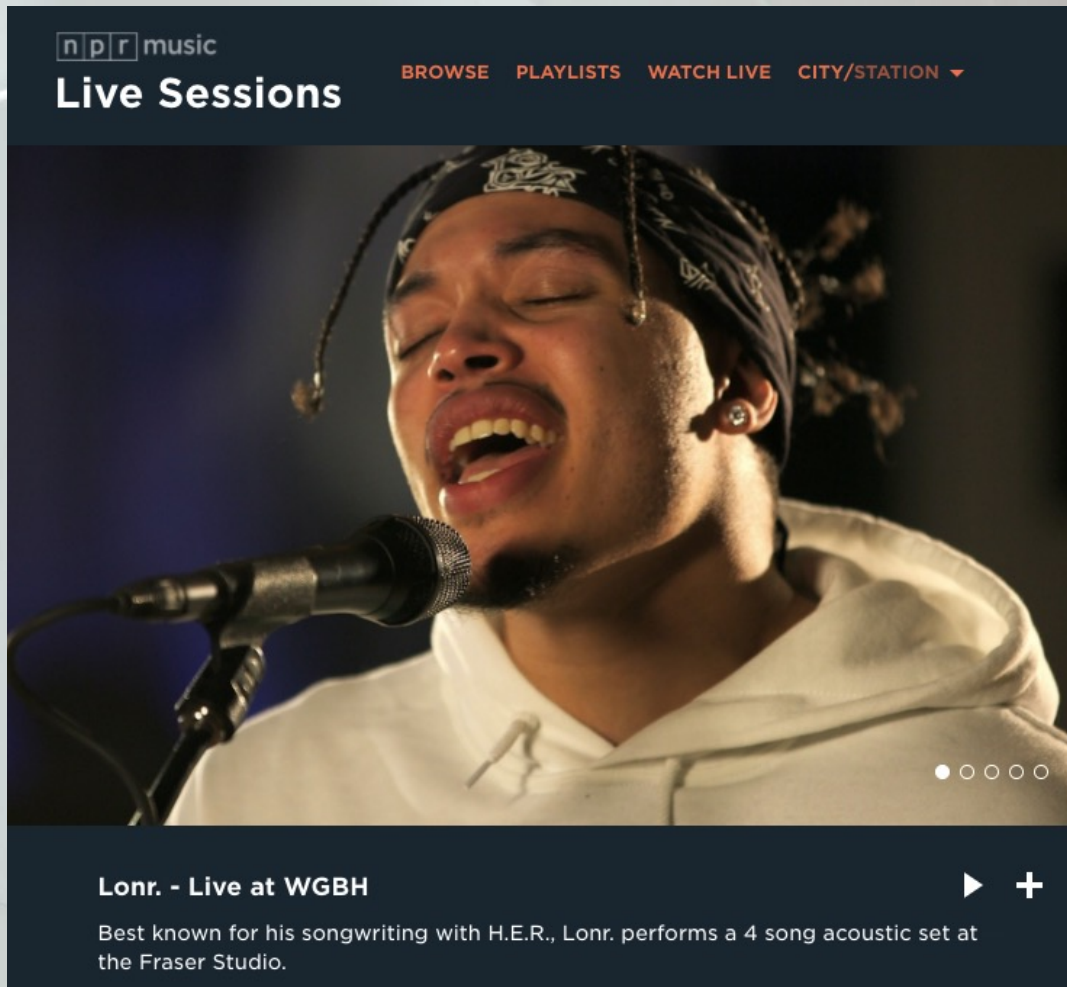 npr music
Live Sessions
BROWSE PLAYLISTS WATCH LIVE CITY/STATION
Lonr. - Live at WGBH
Best known for his songwriting with H.E.R., Lonr. performs a 4 song acoustic set at
the Fraser Studio.